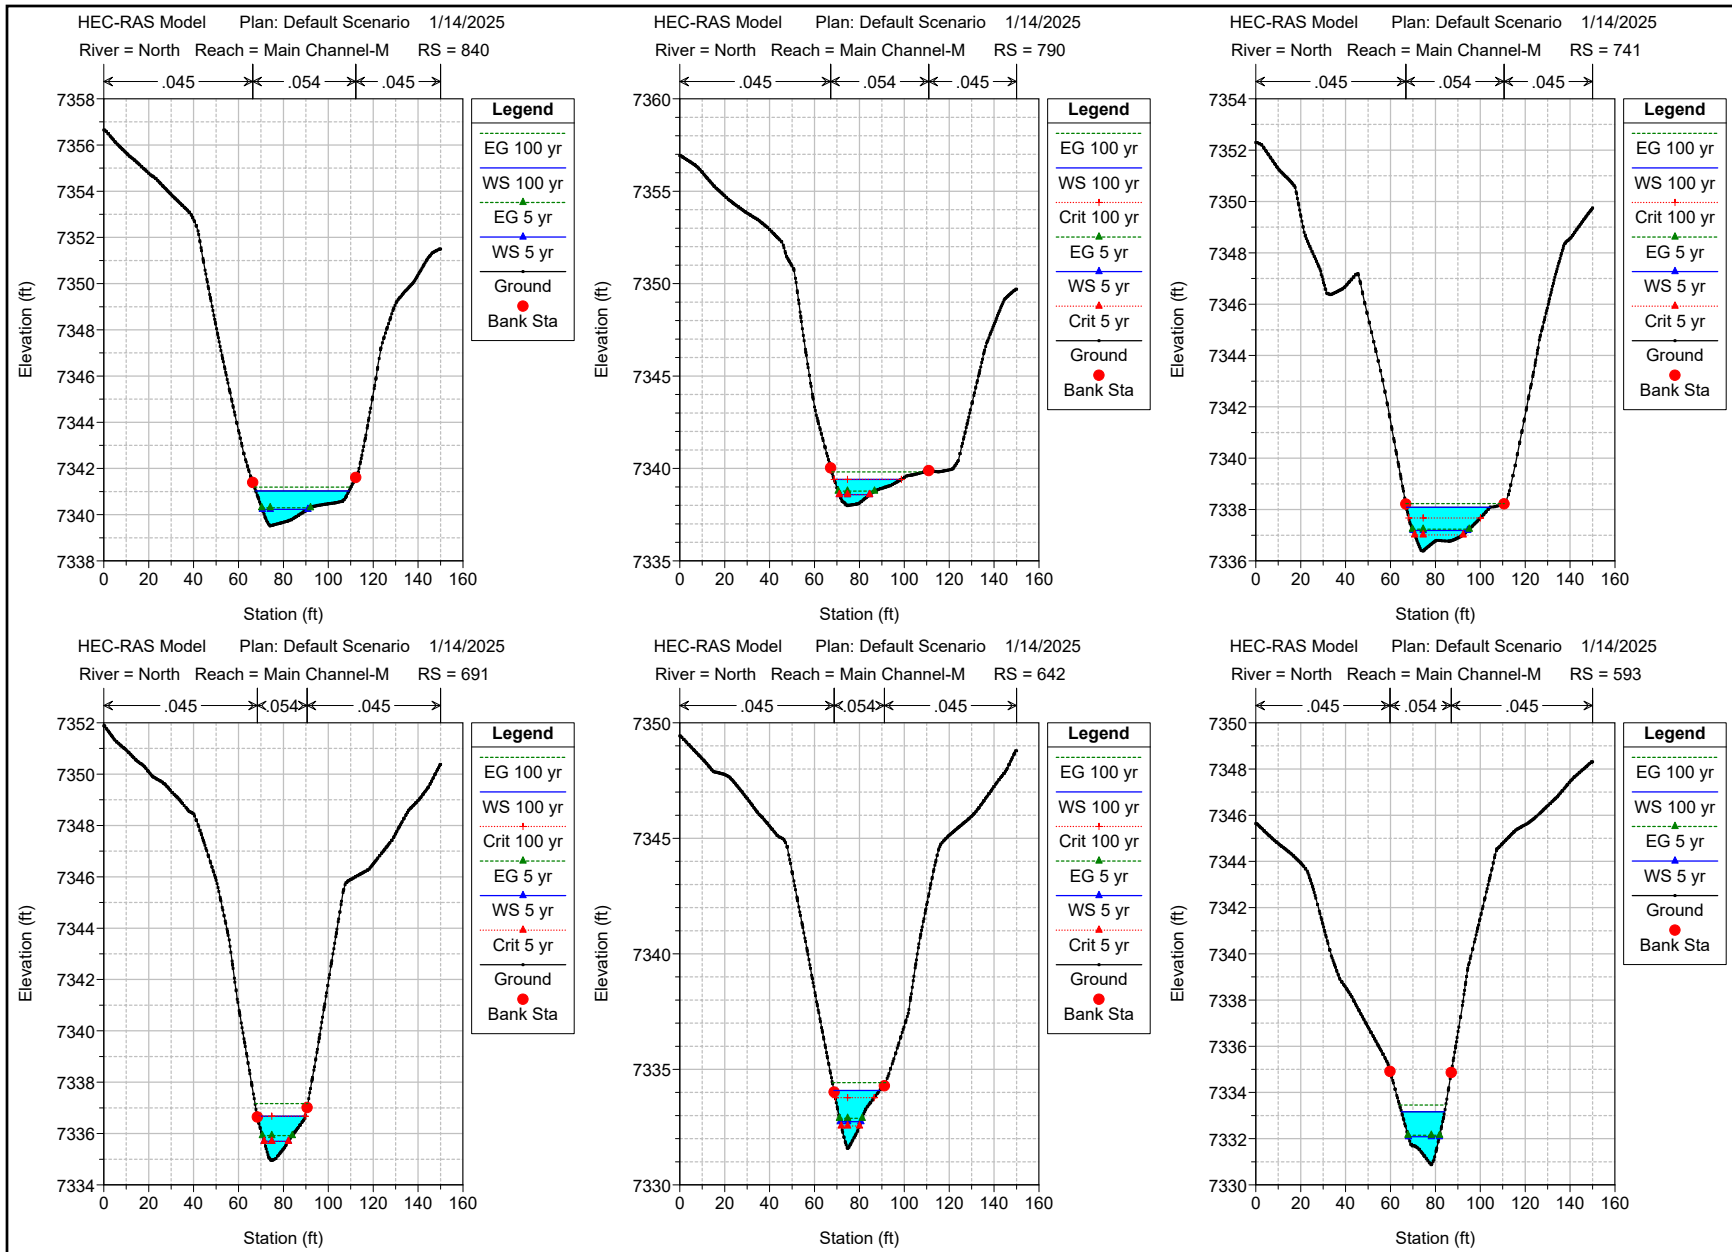 HEC-RAS Model Plan: Default Scenario 1/14/2025
River = North Reach = Main Channel-M RS = 840
.045 .054 .045
7358
7356
7354
7352
7350
7348
7346
7344
7342
7340
7338
0 20 40 60 80 100 120 140 160
Station (ft)
Elevation (ft)
Legend
EG 100 yr
WS 100 yr
EG 5 yr
WS 5 yr
Ground
Bank Sta
HEC-RAS Model Plan: Default Scenario 1/14/2025
River = North Reach = Main Channel-M RS = 790
.045 .054 .045
7360
7355
7350
7345
7340
7335
0 20 40 60 80 100 120 140 160
Station (ft)
Elevation (ft)
Legend
EG 100 yr
WS 100 yr
Crit 100 yr
EG 5 yr
WS 5 yr
Crit 5 yr
Ground
Bank Sta
HEC-RAS Model Plan: Default Scenario 1/14/2025
River = North Reach = Main Channel-M RS = 741
.045 .054 .045
7354
7352
7350
7348
7346
7344
7342
7340
7338
7336
0 20 40 60 80 100 120 140 160
Station (ft)
Elevation (ft)
Legend
EG 100 yr
WS 100 yr
Crit 100 yr
EG 5 yr
WS 5 yr
Crit 5 yr
Ground
Bank Sta
HEC-RAS Model Plan: Default Scenario 1/14/2025
River = North Reach = Main Channel-M RS = 691
.045 .054 .045
7352
7350
7348
7346
7344
7342
7340
7338
7336
7334
0 20 40 60 80 100 120 140 160
Station (ft)
Elevation (ft)
Legend
EG 100 yr
WS 100 yr
Crit 100 yr
EG 5 yr
WS 5 yr
Crit 5 yr
Ground
Bank Sta
HEC-RAS Model Plan: Default Scenario 1/14/2025
River = North Reach = Main Channel-M RS = 642
.045 .054 .045
7350
7345
7340
7335
7330
0 20 40 60 80 100 120 140 160
Station (ft)
Elevation (ft)
Legend
EG 100 yr
WS 100 yr
Crit 100 yr
EG 5 yr
WS 5 yr
Crit 5 yr
Ground
Bank Sta
HEC-RAS Model Plan: Default Scenario 1/14/2025
River = North Reach = Main Channel-M RS = 593
.045 .054 .045
7350
7348
7346
7344
7342
7340
7338
7336
7334
7332
7330
0 20 40 60 80 100 120 140 160
Station (ft)
Elevation (ft)
Legend
EG 100 yr
WS 100 yr
EG 5 yr
WS 5 yr
Ground
Bank Sta